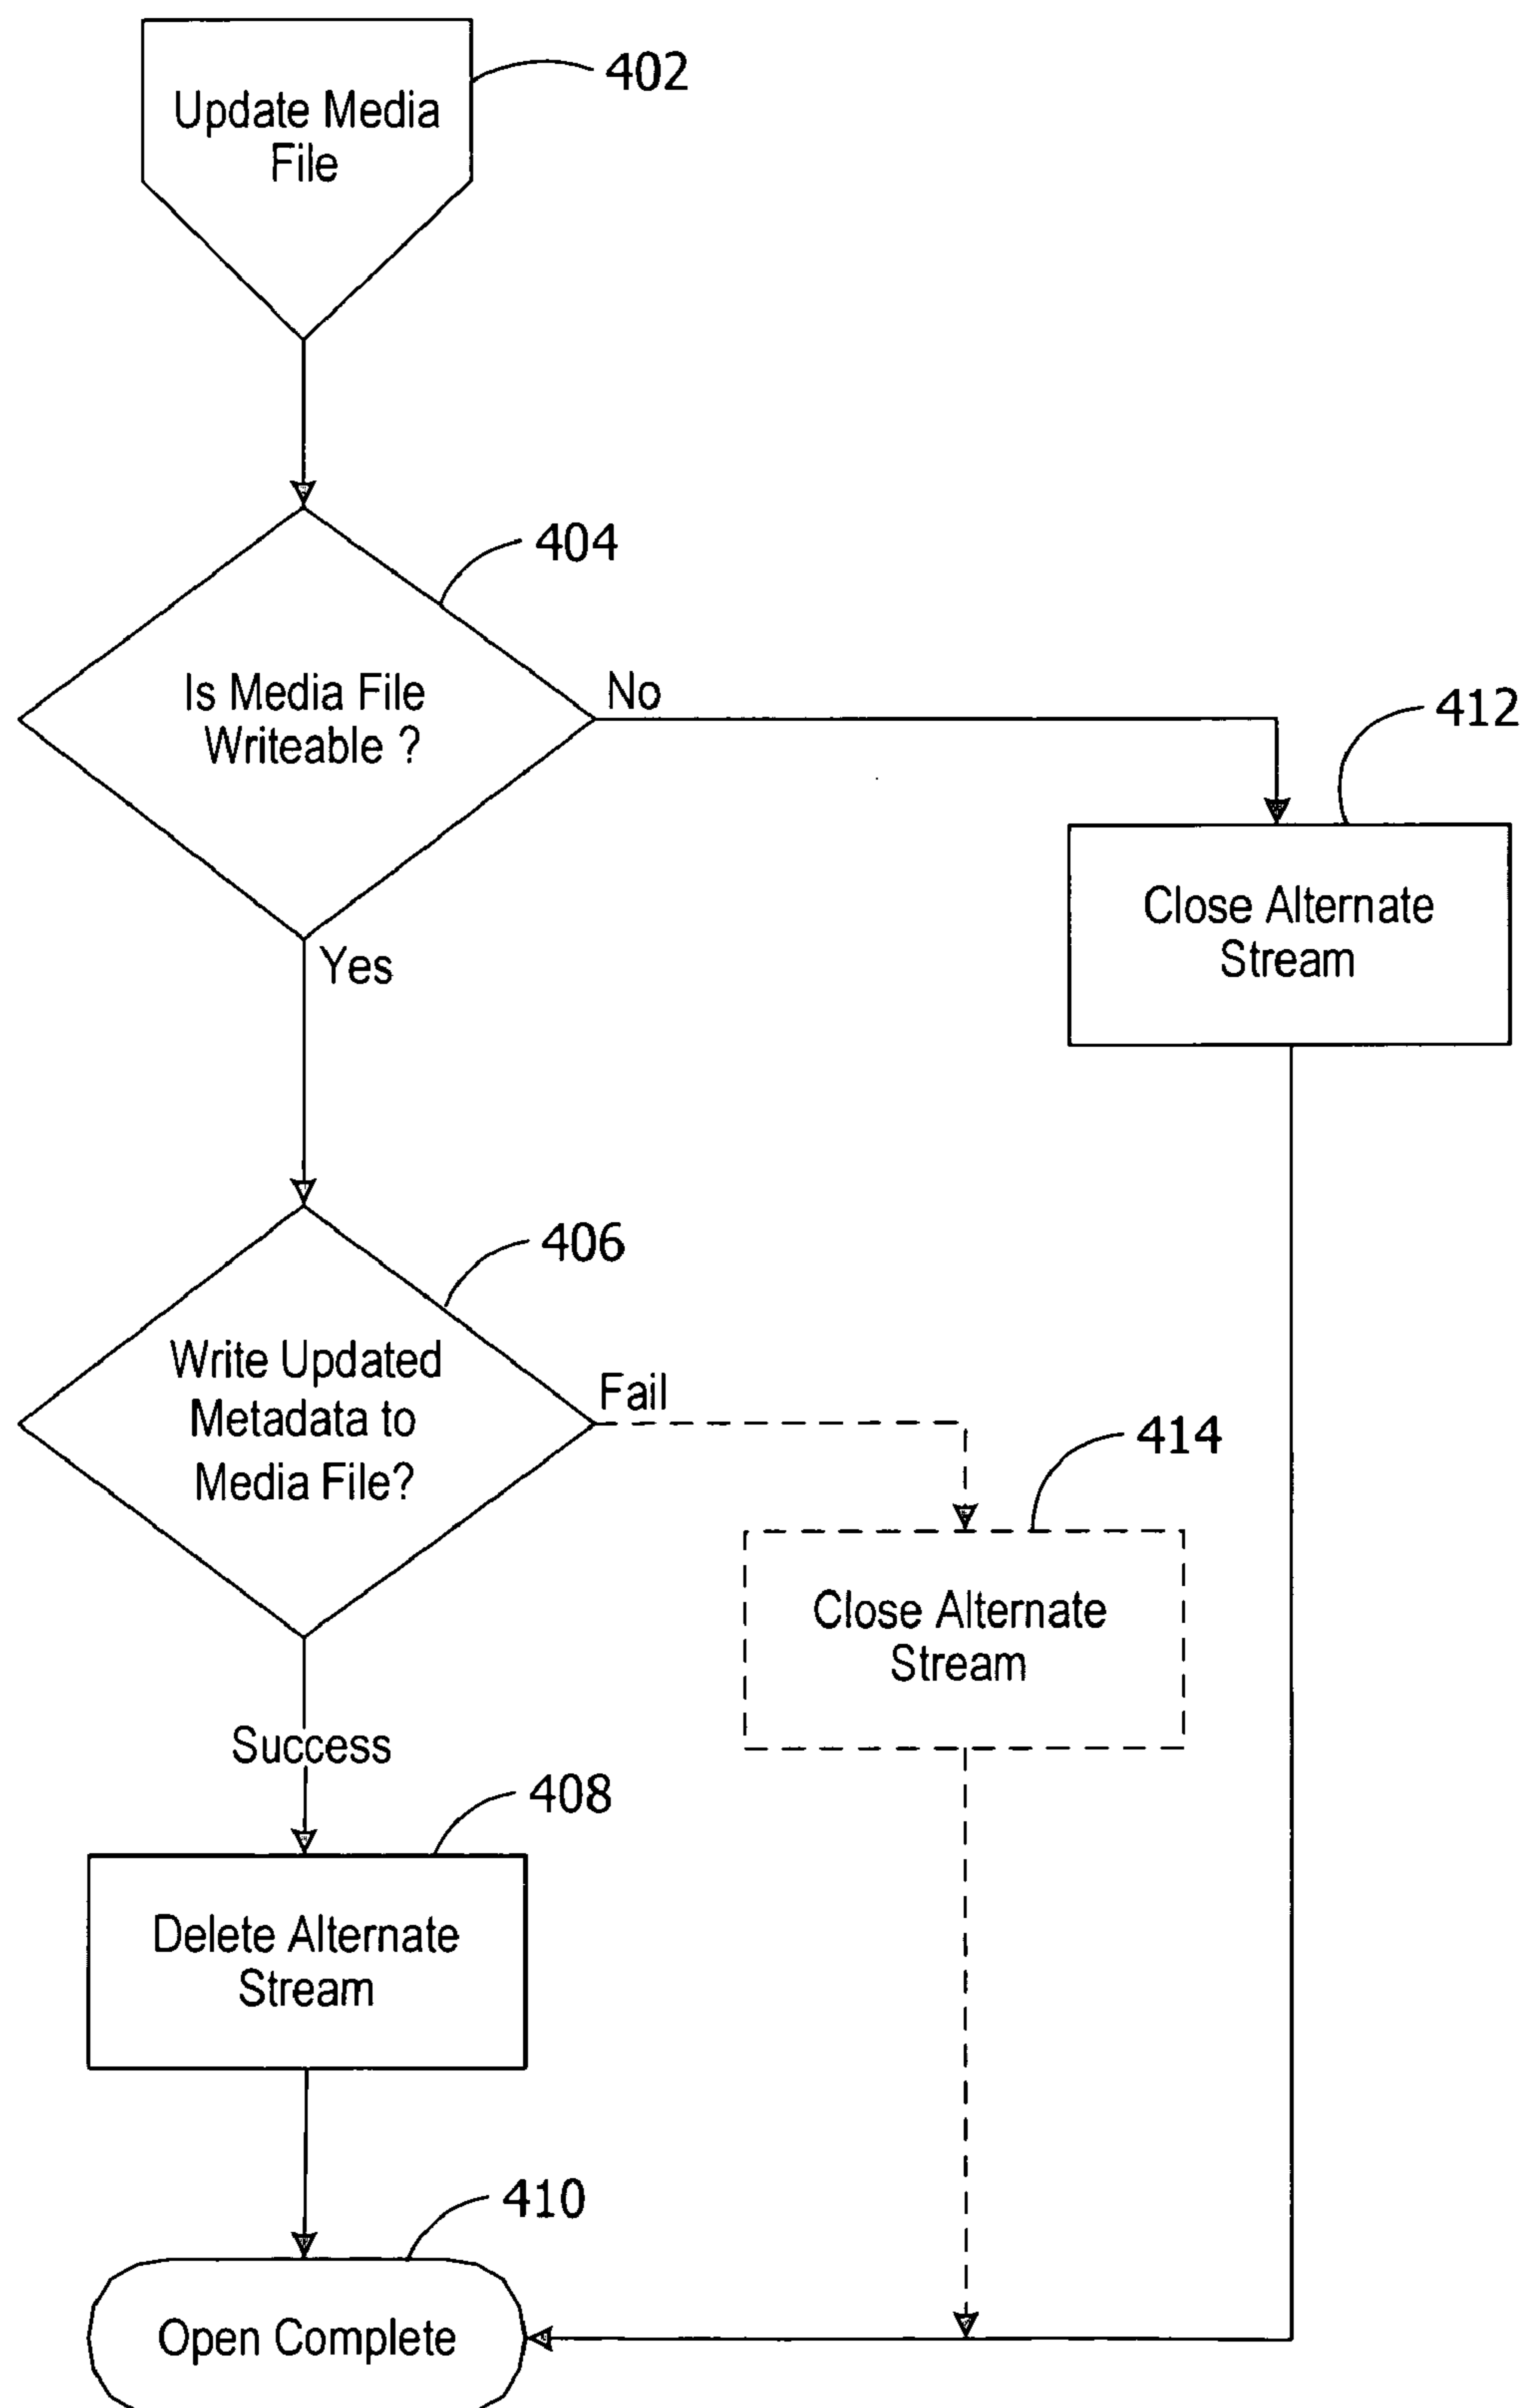 402
Update Media
File
404
Is Media File
Writeable ?
No
412
Close Alternate
Stream
Yes
406
Write Updated
Metadata to
Media File?
Fail
414
Close Alternate
Stream
Success
408
Delete Alternate
Stream
410
Open Complete